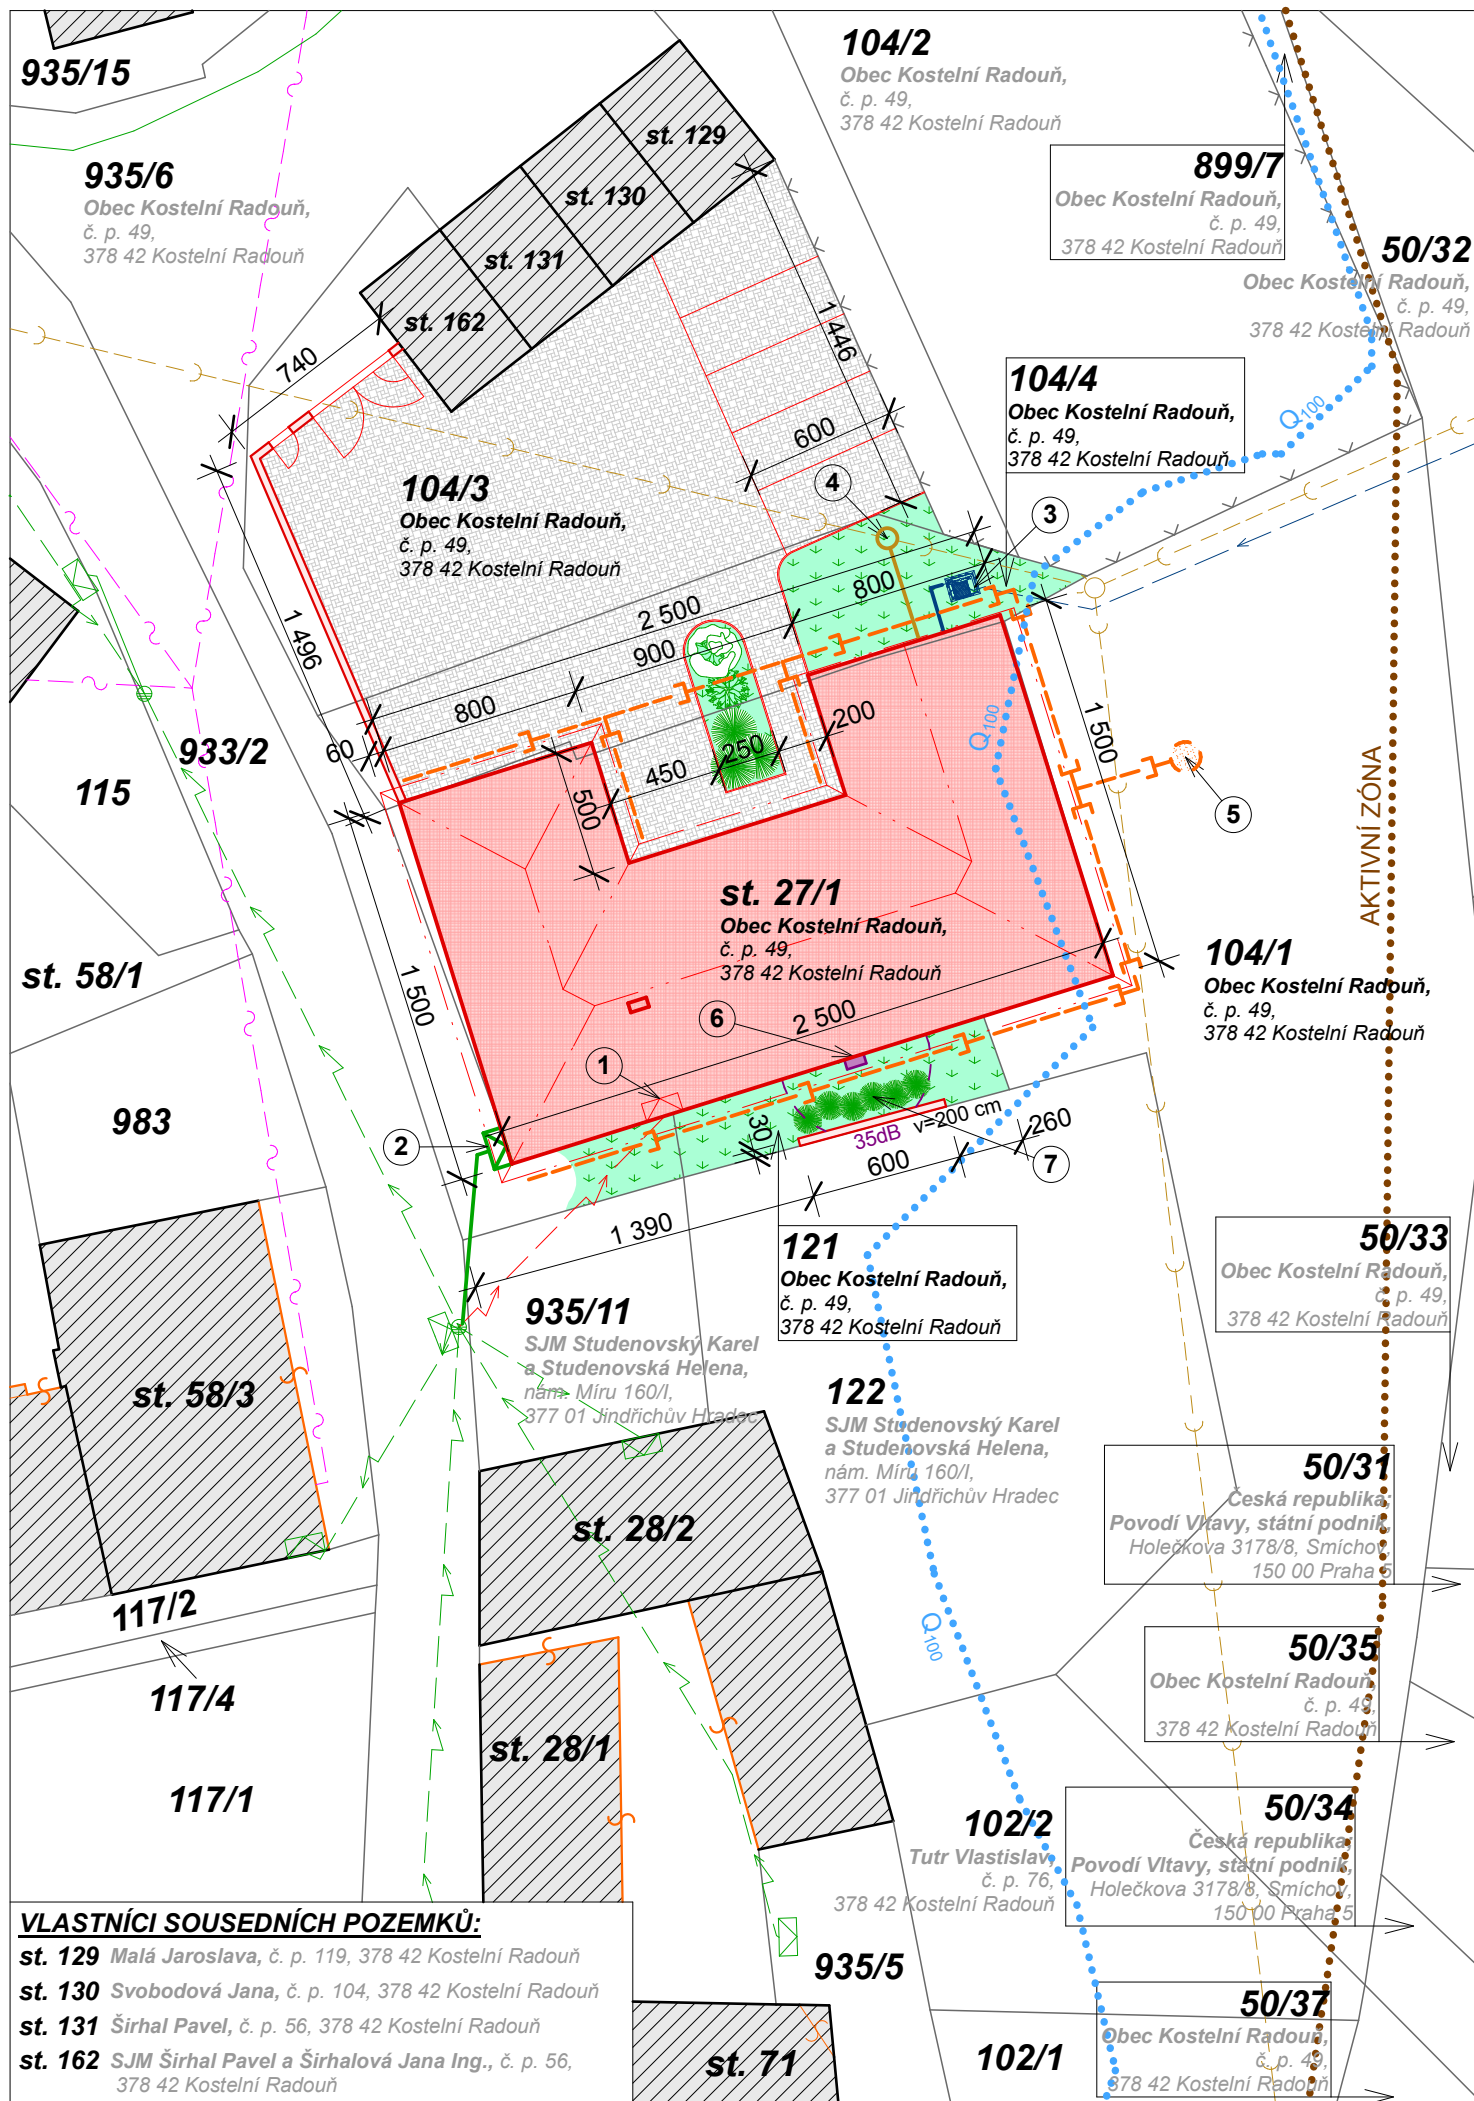 935/15
104/2
Obec Kostelní Radouň,
č. p. 49,
378 42 Kostelní Radouň
st. 129
935/6
Obec Kostelní Radouň,
č. p. 49,
378 42 Kostelní Radouň
899/7
Obec Kostelní Radouň,
č. p. 49,
378 42 Kostelní Radouň
st. 130
st. 131
50/32
Obec Kostelní Radouň,
č. p. 49,
378 42 Kostelní Radouň
st. 162
740
1 446
104/4
Obec Kostelní Radouň,
č. p. 49,
378 42 Kostelní Radouň
Q100
600
104/3
Obec Kostelní Radouň,
č. p. 49,
378 42 Kostelní Radouň
4
3
1 496
2 500
800
900
800
60
200
250
450
500
Q100
1 500
5
933/2
115
AKTIVNÍ ZÓNA
st. 27/1
Obec Kostelní Radouň,
č. p. 49,
378 42 Kostelní Radouň
104/1
Obec Kostelní Radouň,
č. p. 49,
378 42 Kostelní Radouň
st. 58/1
1 500
6
2 500
1
983
2
30
35dB
v=200 cm
260
600
7
1 390
121
Obec Kostelní Radouň,
č. p. 49,
378 42 Kostelní Radouň
50/33
Obec Kostelní Radouň,
č. p. 49,
378 42 Kostelní Radouň
935/11
SJM Studenovský Karel
a Studenovská Helena,
nám. Míru 160/I,
377 01 Jindřichův Hradec
st. 58/3
122
SJM Studenovský Karel
a Studenovská Helena,
nám. Míru 160/I,
377 01 Jindřichův Hradec
50/31
Česká republika;
Povodí Vltavy, státní podnik,
Holečkova 3178/8, Smíchov,
150 00 Praha 5
st. 28/2
117/2
Q100
50/35
Obec Kostelní Radouň,
č. p. 49,
378 42 Kostelní Radouň
117/4
st. 28/1
117/1
102/2
Tutr Vlastislav,
č. p. 76,
378 42 Kostelní Radouň
50/34
Česká republika;
Povodí Vltavy, státní podnik,
Holečkova 3178/8, Smíchov,
150 00 Praha 5
935/5
50/37
Obec Kostelní Radouň,
č. p. 49,
378 42 Kostelní Radouň
st. 71
102/1
VLASTNÍCI SOUSEDNÍCH POZEMKŮ:
st. 129 Malá Jaroslava, č. p. 119, 378 42 Kostelní Radouň
st. 130 Svobodová Jana, č. p. 104, 378 42 Kostelní Radouň
st. 131 Širhal Pavel, č. p. 56, 378 42 Kostelní Radouň
st. 162 SJM Širhal Pavel a Širhalová Jana Ing., č. p. 56,
378 42 Kostelní Radouň